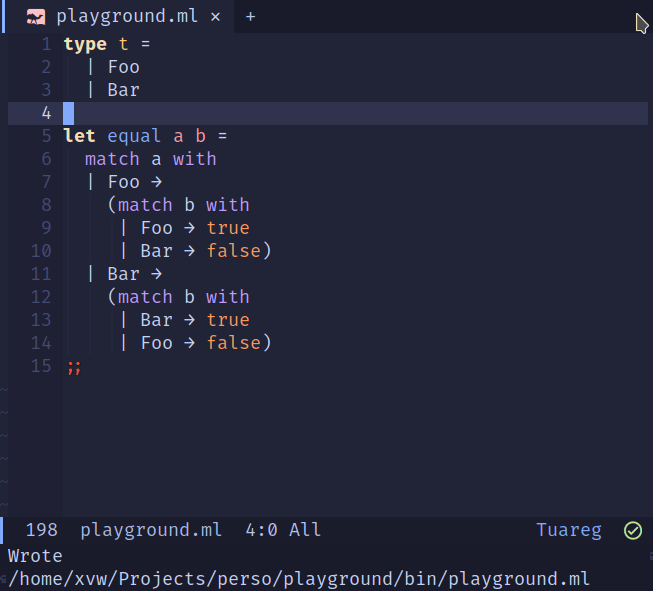 playground.ml × +
1 type t =
2 | Foo
3 | Bar
4
5 let equal a b =
6 match a with
7 | Foo →
8 (match b with
9 | Foo → true
10 | Bar → false)
11 | Bar →
12 (match b with
13 | Bar → true
14 | Foo → false)
15 ;;
198 playground.ml 4:0 All Tuareg
Wrote
/home/xvw/Projects/perso/playground/bin/playground.ml